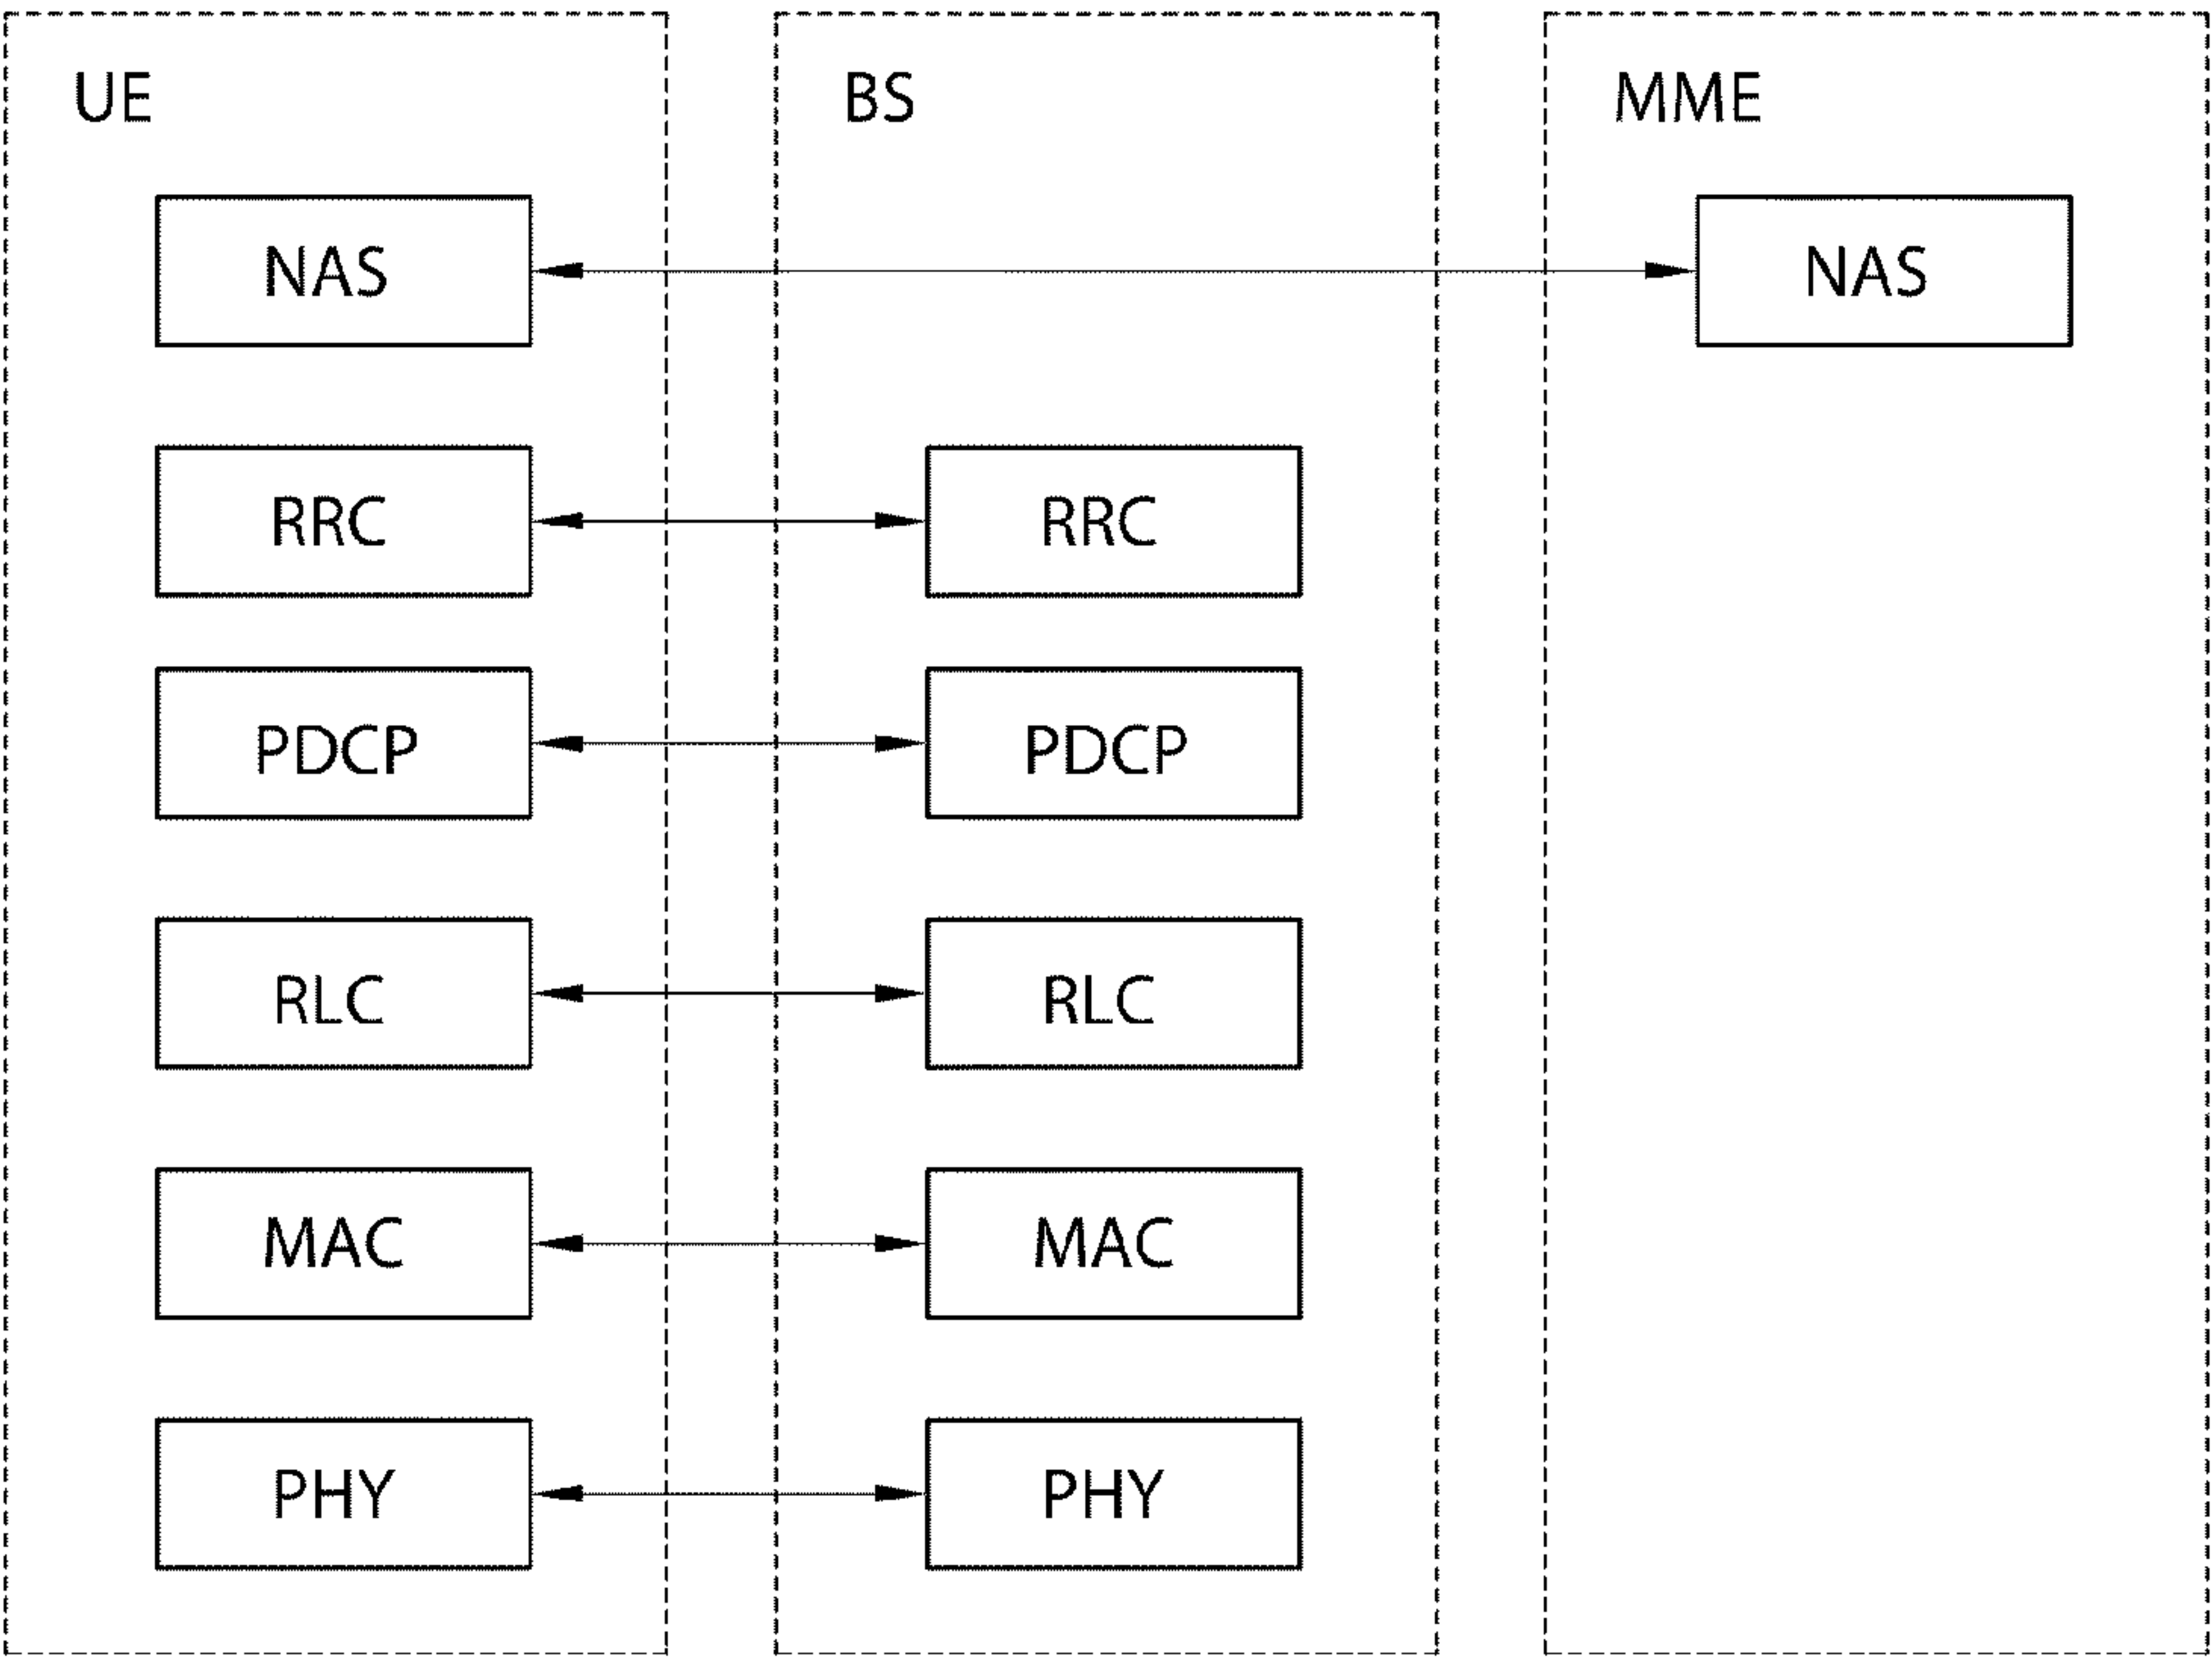 UE BS MME
NAS NAS
RRC RRC
PDCP PDCP
RLC RLC
MAC MAC
PHY PHY